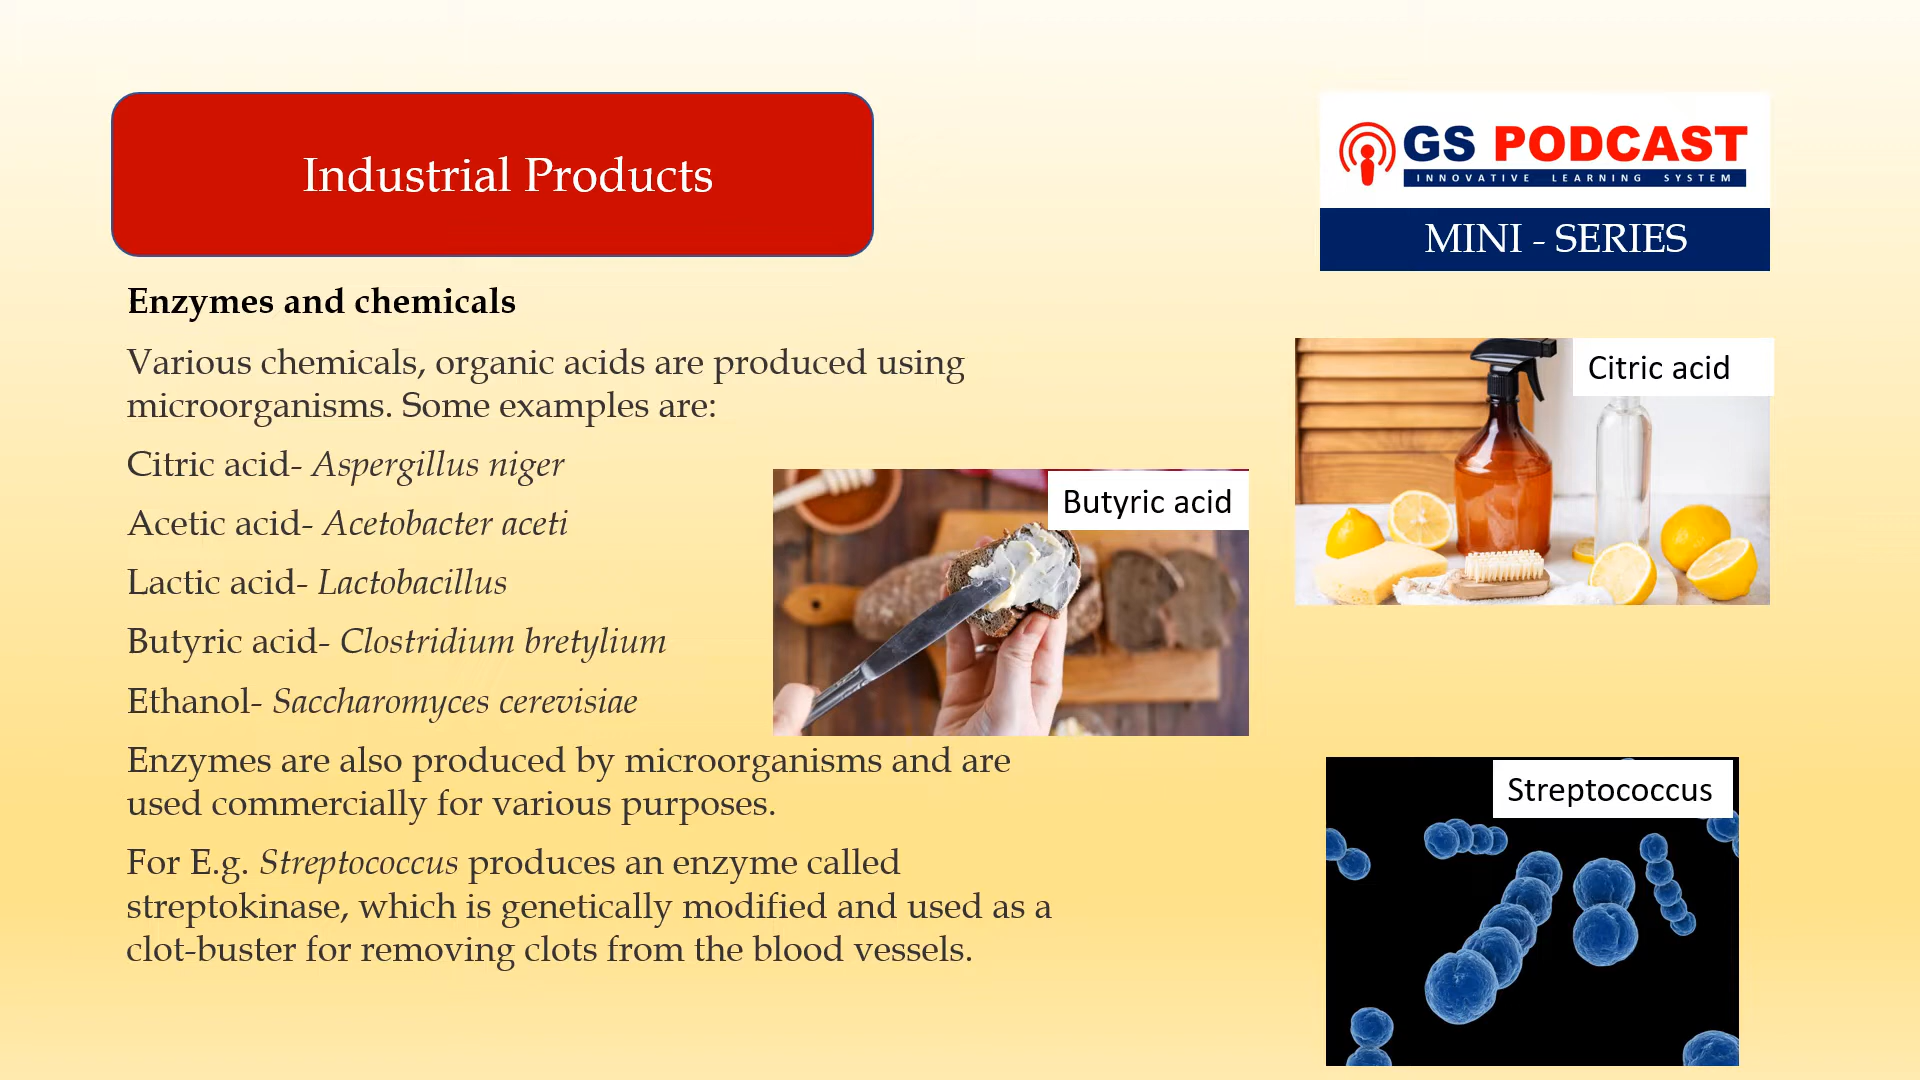 Industrial Products
GS PODCAST
INNOVATIVE LEARNING SYSTEM
MINI - SERIES
Enzymes and chemicals
Various chemicals, organic acids are produced using
microorganisms. Some examples are:
Citric acid- Aspergillus niger
Acetic acid- Acetobacter aceti
Lactic acid- Lactobacillus
Butyric acid- Clostridium bretylium
Ethanol- Saccharomyces cerevisiae
Enzymes are also produced by microorganisms and are
used commercially for various purposes.
For E.g. Streptococcus produces an enzyme called
streptokinase, which is genetically modified and used as a
clot-buster for removing clots from the blood vessels.
Butyric acid
Citric acid
Streptococcus